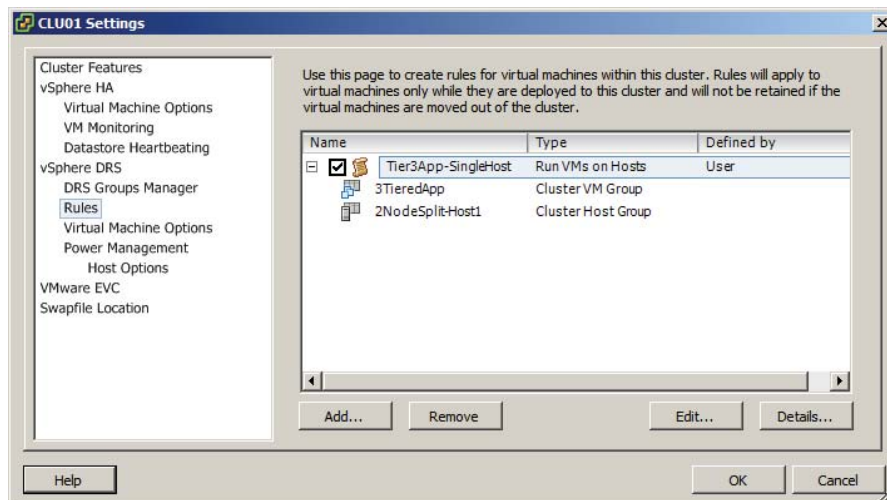 CLU01 Settings
Cluster Features
vSphere HA
Virtual Machine Options
VM Monitoring
Datastore Heartbeating
vSphere DRS
DRS Groups Manager
Rules
Virtual Machine Options
Power Management
Host Options
VMware EVC
Swapfile Location
Use this page to create rules for virtual machines within this cluster. Rules will apply to
virtual machines only while they are deployed to this cluster and will not be retained if the
virtual machines are moved out of the cluster.
Name Type Defined by
Tier3App-SingleHost Run VMs on Hosts User
3TieredApp Cluster VM Group
2NodeSplit-Host1 Cluster Host Group
Add... Remove Edit... Details...
Help OK Cancel